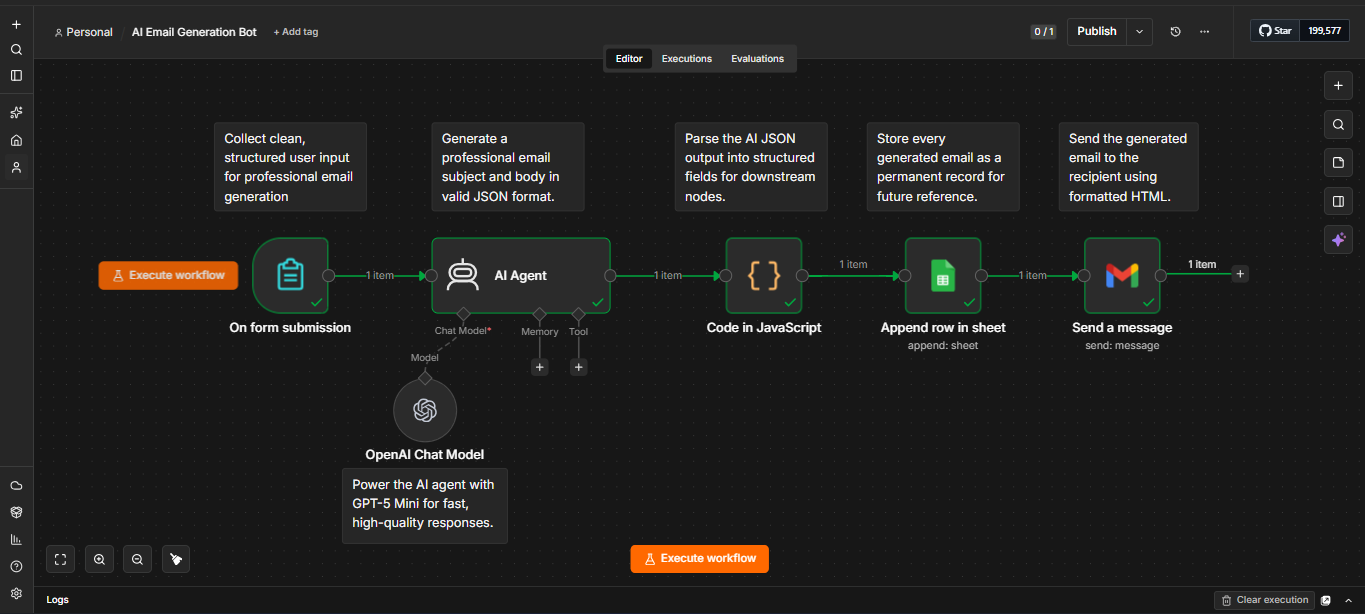 Personal / AI Email Generation Bot + Add tag
0 / 1 Publish
Star 199,577
Editor Executions Evaluations
Collect clean,
structured user input
for professional email
generation
Generate a
professional email
subject and body in
valid JSON format.
Parse the AI JSON
output into structured
fields for downstream
nodes.
Store every
generated email as a
permanent record for
future reference.
Send the generated
email to the
recipient using
formatted HTML.
Execute workflow
1 item
AI Agent
1 item
1 item
1 item
1 item
On form submission
Chat Model*
Memory
Tool
Code in JavaScript
Append row in sheet
append: sheet
Send a message
send: message
Model
OpenAI Chat Model
Power the AI agent with
GPT-5 Mini for fast,
high-quality responses.
Execute workflow
Logs
Clear execution